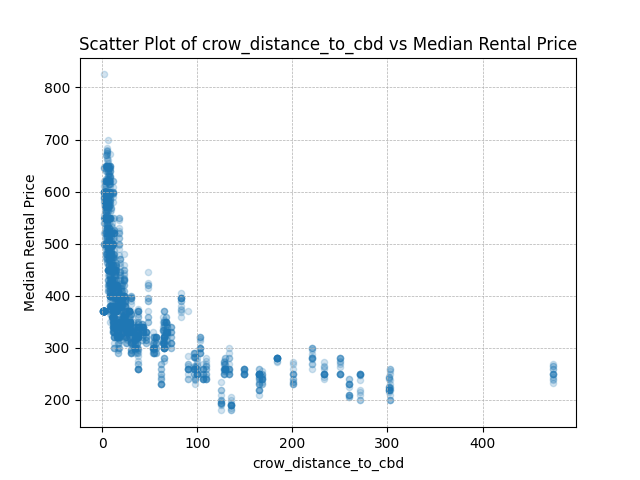 Scatter Plot of crow_distance_to_cbd vs Median Rental Price
800
700
600
500
400
300
200
Median Rental Price
0 100 200 300 400
crow_distance_to_cbd